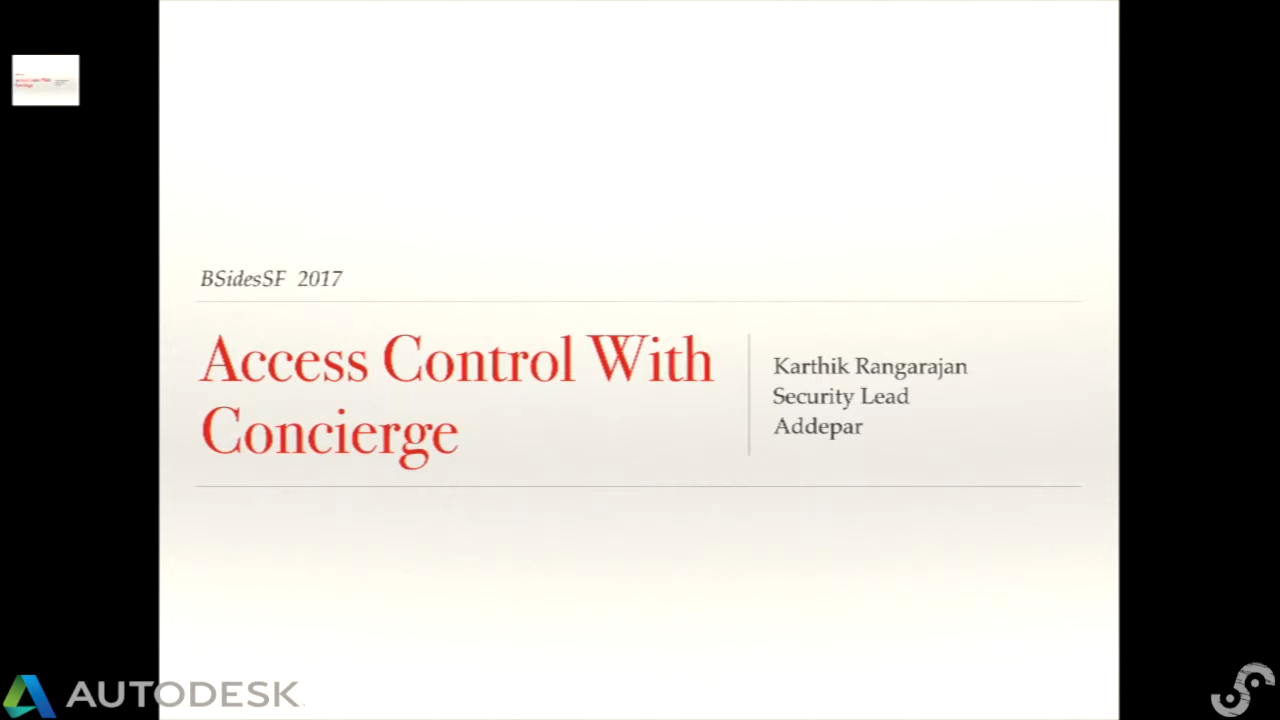 BSidesSF 2017
Access Control With
Concierge
Karthik Rangarajan
Security Lead
Addepar
AUTODESK